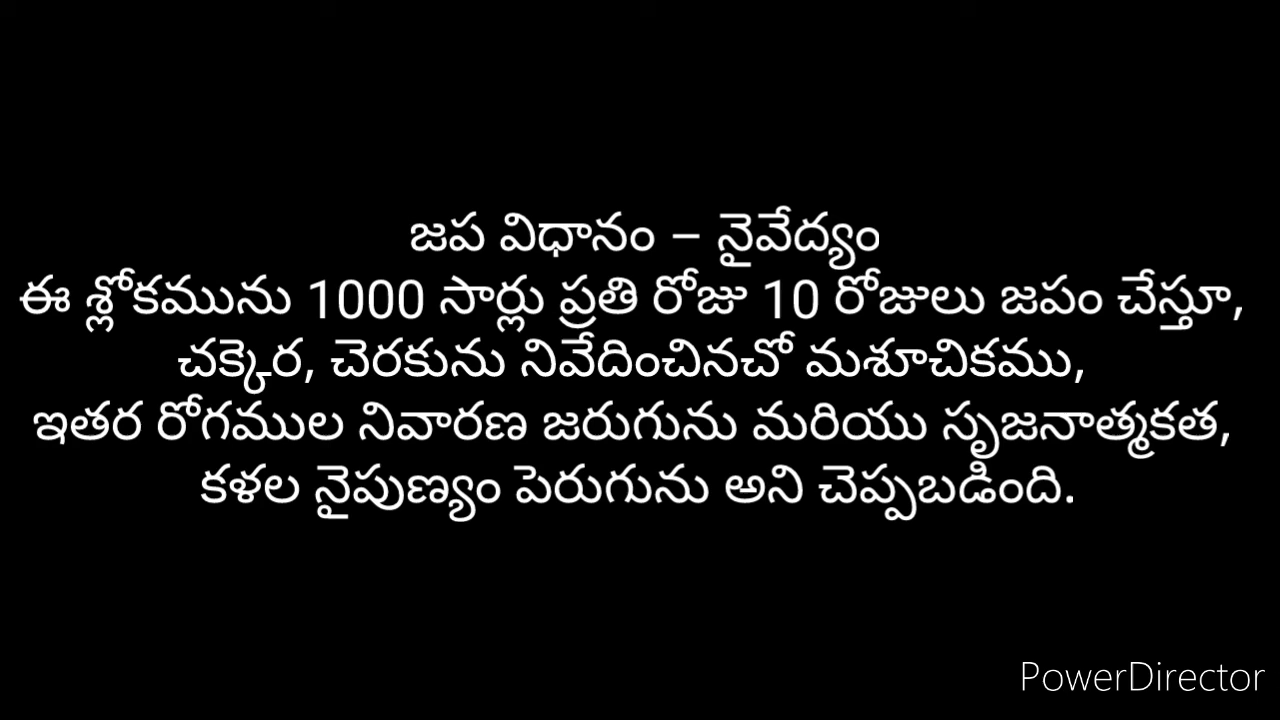 జప విధానం – నైవేద్యం
ఈ శ్లోకమును 1000 సార్లు ప్రతి రోజు 10 రోజులు జపం చేస్తూ,
చక్కెర, చెరకును నివేదించినచో మశూచికము,
ఇతర రోగముల నివారణ జరుగును మరియు సృజనాత్మకత,
కళల నైపుణ్యం పెరుగును అని చెప్పబడింది.
PowerDirector